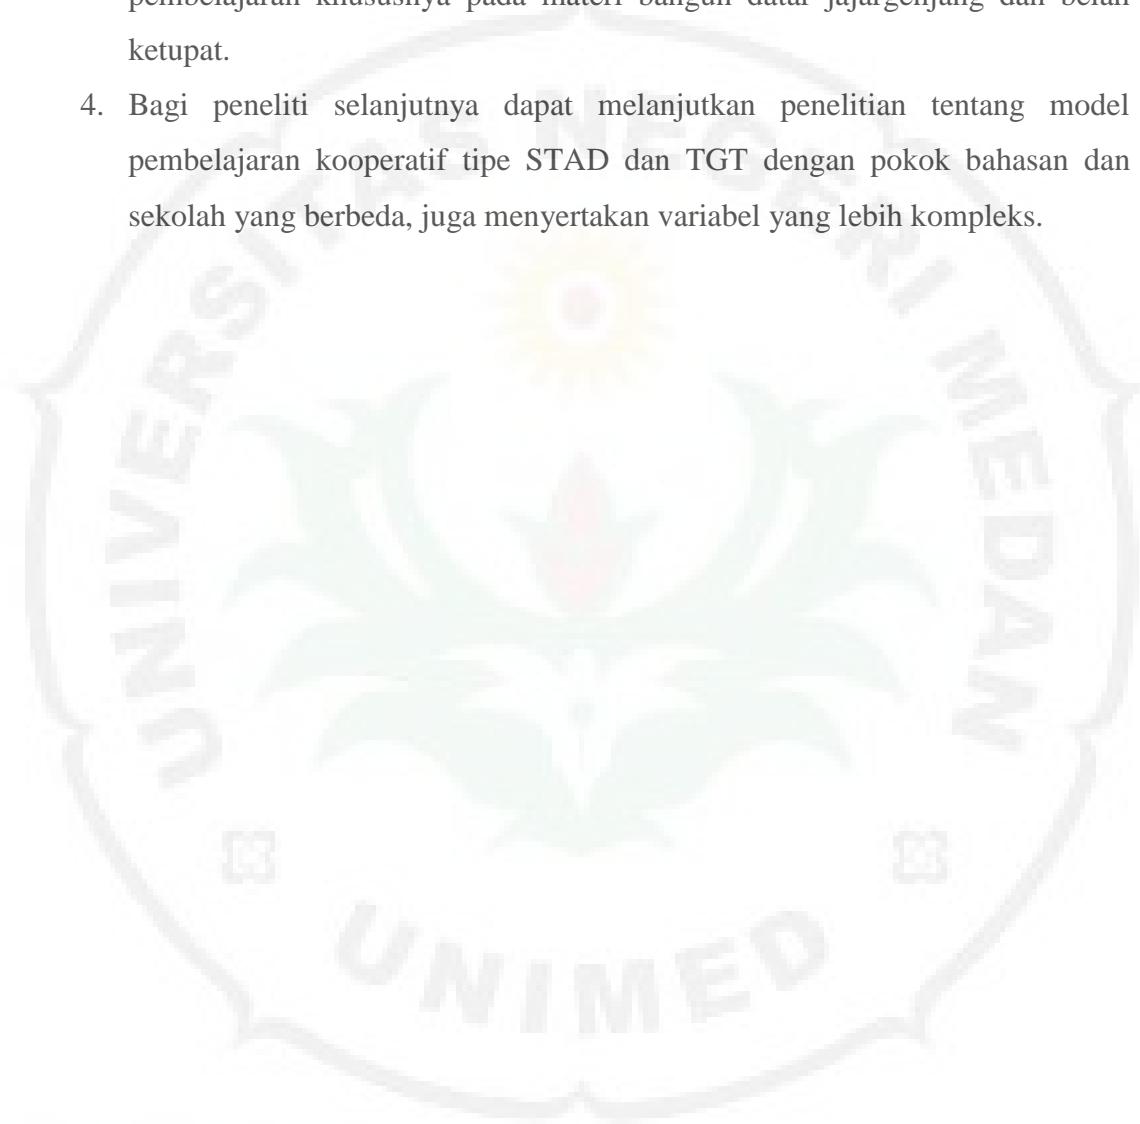 pembelajaran khususnya pada materi bangun datar jajargenjang dan belah
ketupat.
4. Bagi peneliti selanjutnya dapat melanjutkan penelitian tentang model
pembelajaran kooperatif tipe STAD dan TGT dengan pokok bahasan dan
sekolah yang berbeda, juga menyertakan variabel yang lebih kompleks.
UNIVERSITAS NEGERI MEDAN
UNIMED